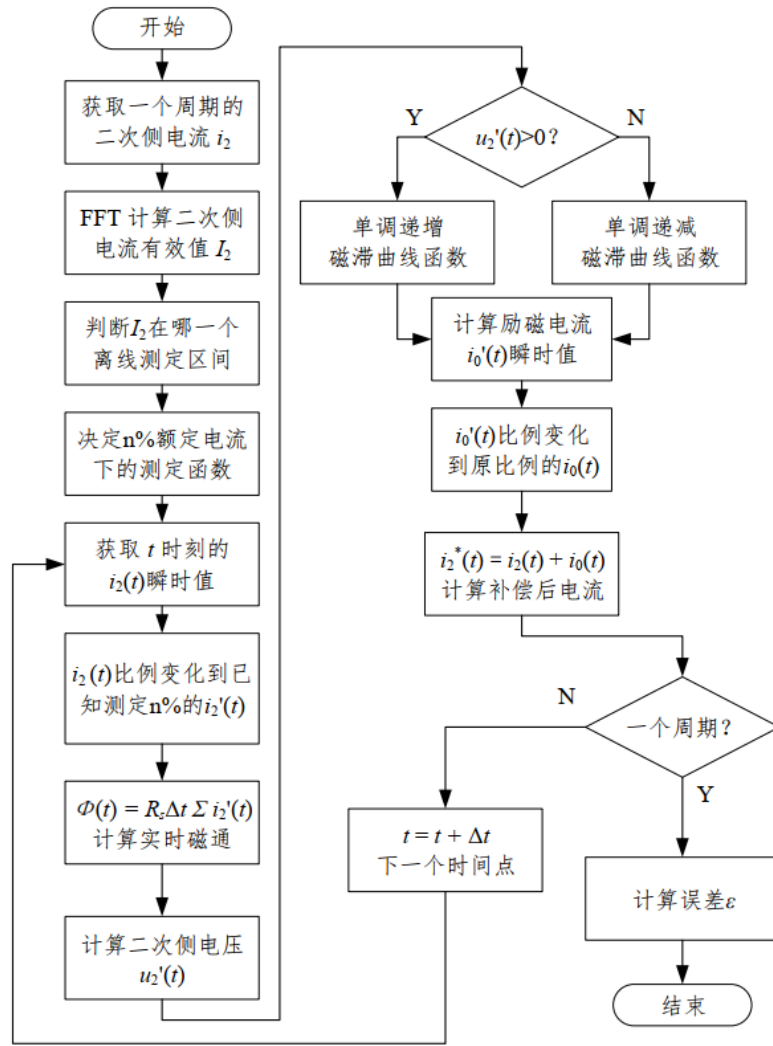 开始
获取一个周期的
二次侧电流 i₂
FFT 计算二次侧
电流有效值 I₂
判断I₂在哪一个
离线测定区间
决定n%额定电流
下的测定函数
获取 t 时刻的
i₂(t)瞬时值
i₂(t)比例变化到已
知测定n%的i₂'(t)
Φ(t) = RₛΔt Σ i₂'(t)
计算实时磁通
计算二次侧电压
u₂'(t)
u₂'(t)>0?
Y
N
单调递增
磁滞曲线函数
单调递减
磁滞曲线函数
计算励磁电流
i₀'(t)瞬时值
i₀'(t)比例变化
到原比例的i₀(t)
i₂*(t) = i₂(t) + i₀(t)
计算补偿后电流
一个周期?
N
Y
t = t + Δt
下一个时间点
计算误差ε
结束